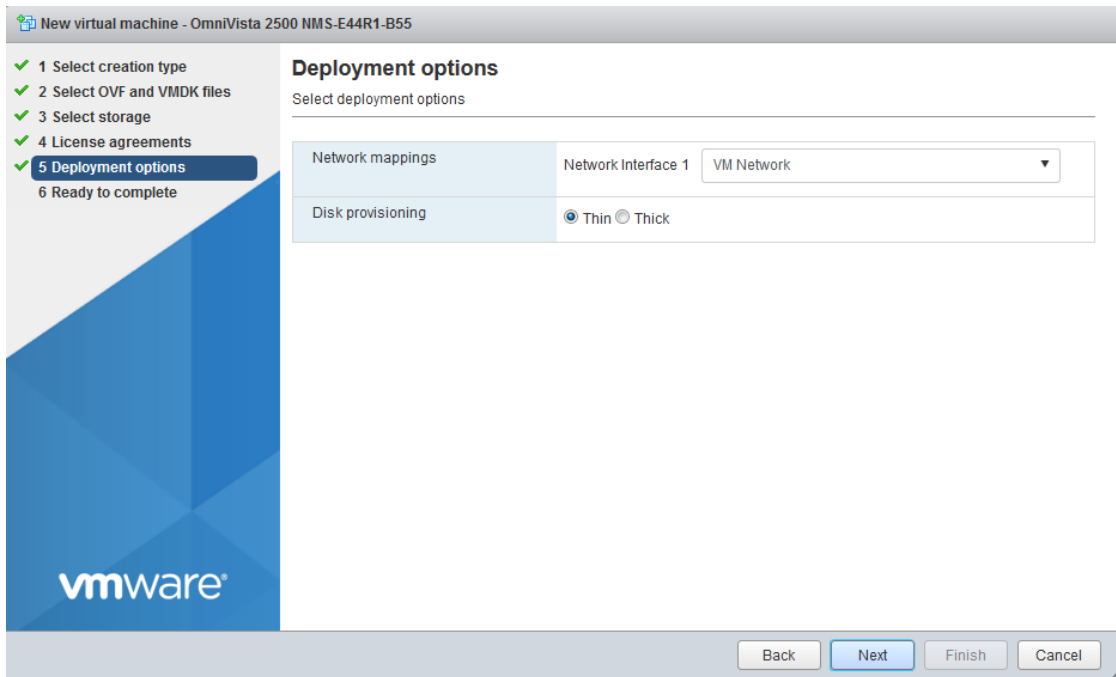 New virtual machine - OmniVista 2500 NMS-E44R1-B55
1 Select creation type
2 Select OVF and VMDK files
3 Select storage
4 License agreements
5 Deployment options
6 Ready to complete
Deployment options
Select deployment options
Network mappings
Network Interface 1 VM Network
Disk provisioning
Thin Thick
vmware®
Back Next Finish Cancel